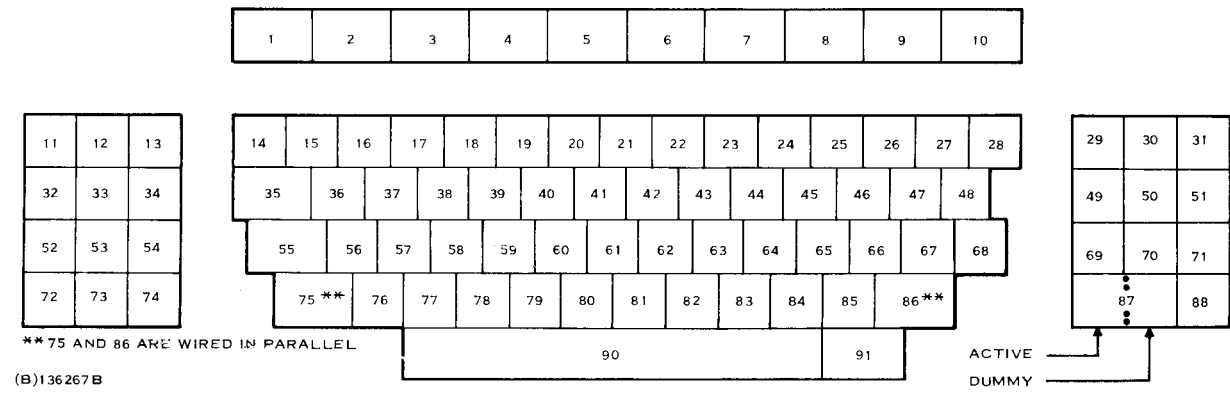 1 2 3 4 5 6 7 8 9 10
11 12 13 14 15 16 17 18 19 20 21 22 23 24 25 26 27 28 29 30 31
32 33 34 35 36 37 38 39 40 41 42 43 44 45 46 47 48 49 50 51
52 53 54 55 56 57 58 59 60 61 62 63 64 65 66 67 68 69 70 71
72 73 74 75 ** 76 77 78 79 80 81 82 83 84 85 86 ** 87 88
** 75 AND 86 ARE WIRED IN PARALLEL
90 91
ACTIVE
(B)136267B
DUMMY